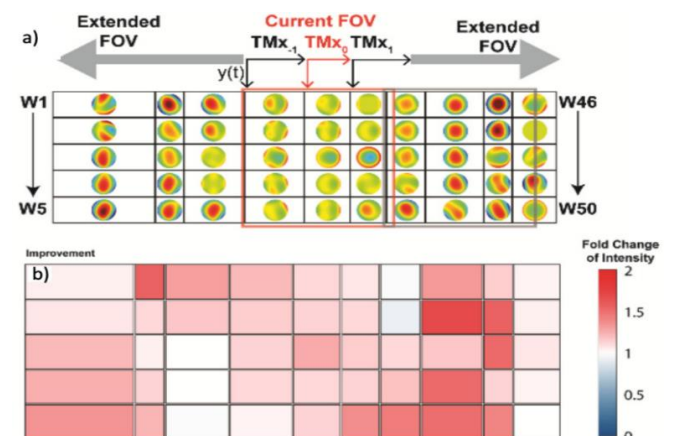 a)
Extended
FOV
Current FOV
Extended
FOV
TMx-1 TMx0 TMx1
y(t)
W1
W46
W5
W50
Improvement
b)
Fold Change
of Intensity
2
1.5
1
0.5
0